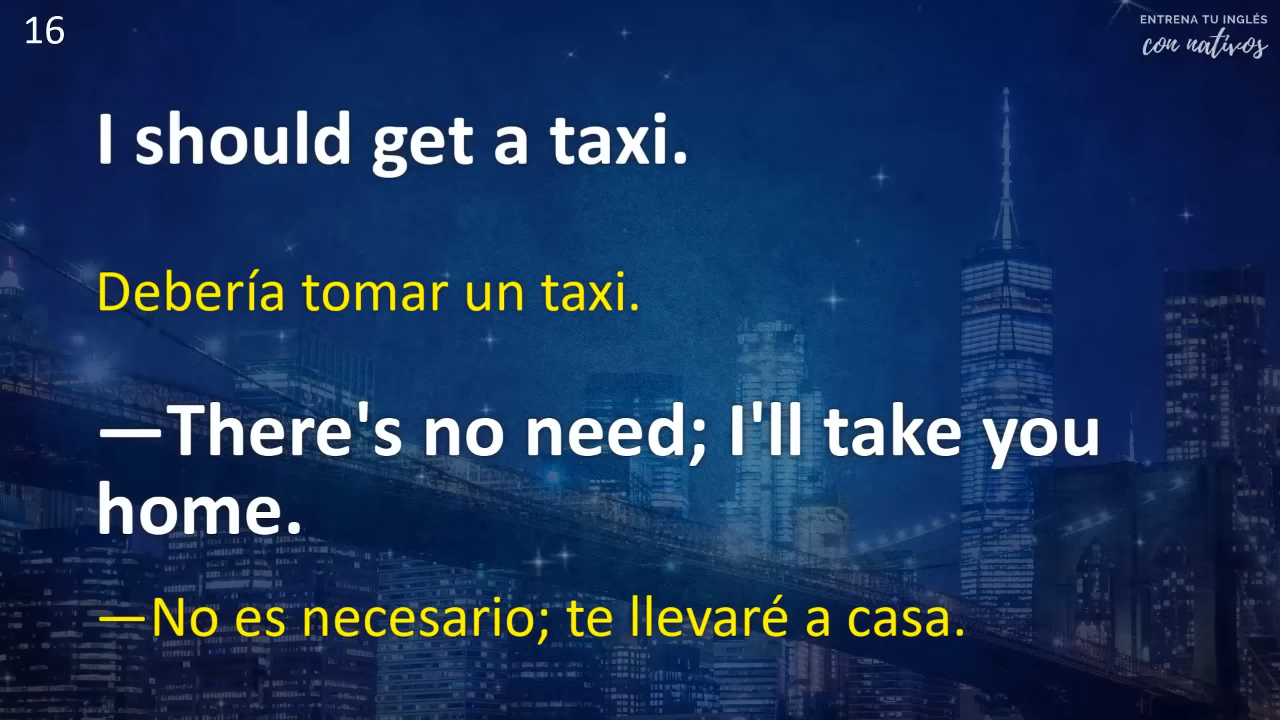 16
ENTRENA TU INGLÉS
con nativos
I should get a taxi.
Debería tomar un taxi.
—There's no need; I'll take you
home.
—No es necesario; te llevaré a casa.